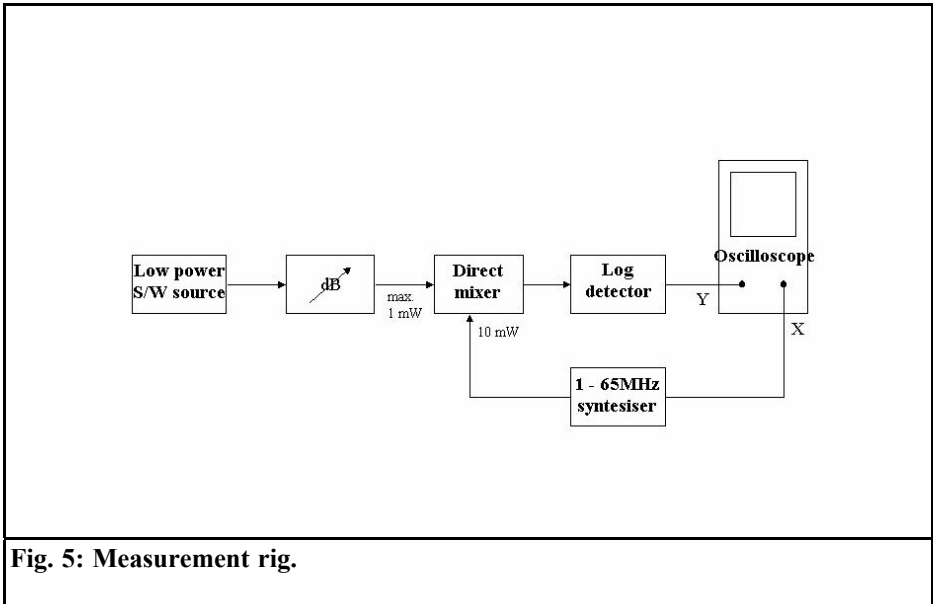 Low power
S/W source
dB
max.
1 mW
Direct
mixer
10 mW
Log
detector
Y
Oscilloscope
X
1 - 65MHz
syntesiser
Fig. 5: Measurement rig.